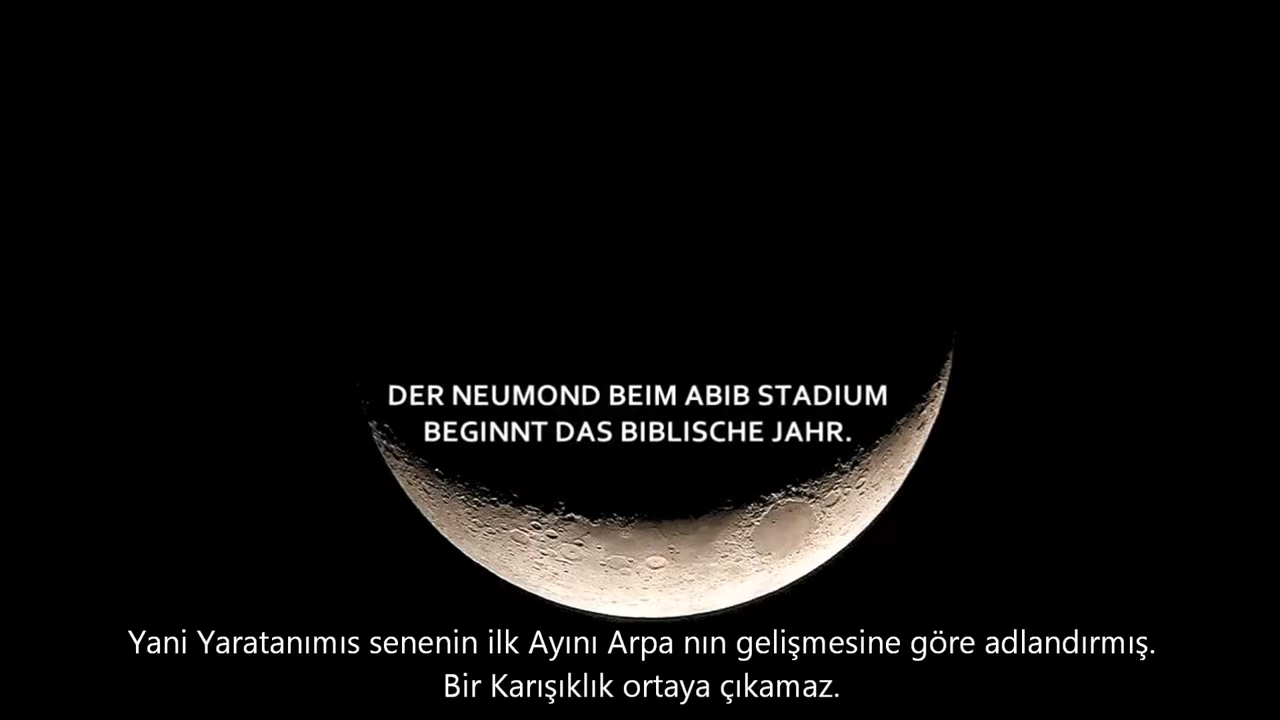 DER NEUMOND BEIM ABIB STADIUM
BEGINNT DAS BIBLISCHE JAHR.
Yani Yaratanımıs senenin ilk Ayını Arpa nın gelişmesine göre adlandırmış.
Bir Karışıklık ortaya çıkamaz.